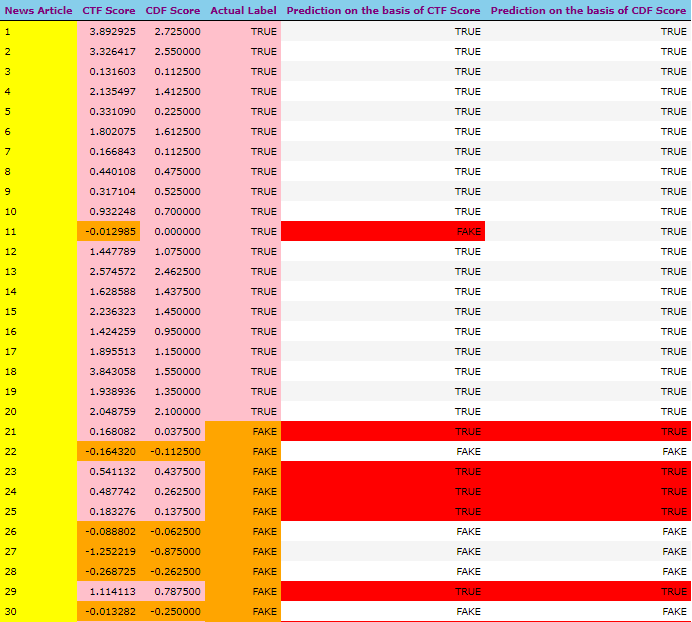 News Article CTF Score CDF Score Actual Label Prediction on the basis of CTF Score Prediction on the basis of CDF Score
1 3.892925 2.725000 TRUE TRUE TRUE
2 3.326417 2.550000 TRUE TRUE TRUE
3 0.131603 0.112500 TRUE TRUE TRUE
4 2.135497 1.412500 TRUE TRUE TRUE
5 0.331090 0.225000 TRUE TRUE TRUE
6 1.802075 1.612500 TRUE TRUE TRUE
7 0.166843 0.112500 TRUE TRUE TRUE
8 0.440108 0.475000 TRUE TRUE TRUE
9 0.317104 0.525000 TRUE TRUE TRUE
10 0.932248 0.700000 TRUE TRUE TRUE
11 -0.012985 0.000000 TRUE FAKE TRUE
12 1.447789 1.075000 TRUE TRUE TRUE
13 2.574572 2.462500 TRUE TRUE TRUE
14 1.628588 1.437500 TRUE TRUE TRUE
15 2.236323 1.450000 TRUE TRUE TRUE
16 1.424259 0.950000 TRUE TRUE TRUE
17 1.895513 1.150000 TRUE TRUE TRUE
18 3.843058 1.550000 TRUE TRUE TRUE
19 1.938936 1.350000 TRUE TRUE TRUE
20 2.048759 2.100000 TRUE TRUE TRUE
21 0.168082 0.037500 FAKE TRUE TRUE
22 -0.164320 -0.112500 FAKE FAKE FAKE
23 0.541132 0.437500 FAKE TRUE TRUE
24 0.487742 0.262500 FAKE TRUE TRUE
25 0.183276 0.137500 FAKE TRUE TRUE
26 -0.088802 -0.062500 FAKE FAKE FAKE
27 -1.252219 -0.875000 FAKE FAKE FAKE
28 -0.268725 -0.262500 FAKE FAKE FAKE
29 1.114113 0.787500 FAKE TRUE TRUE
30 -0.013282 -0.250000 FAKE FAKE FAKE